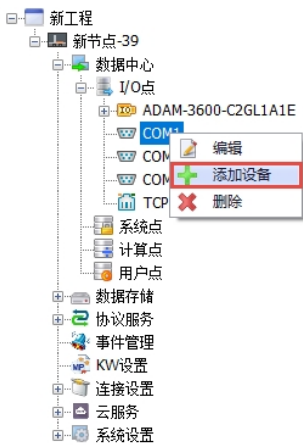 新工程
新节点-39
数据中心
I/O点
ADAM-3600-C2GL1A1E
COM1
编辑
COM
添加设备
COM
删除
TCP
系统点
计算点
用户点
数据存储
协议服务
事件管理
KW设置
连接设置
云服务
系统设置